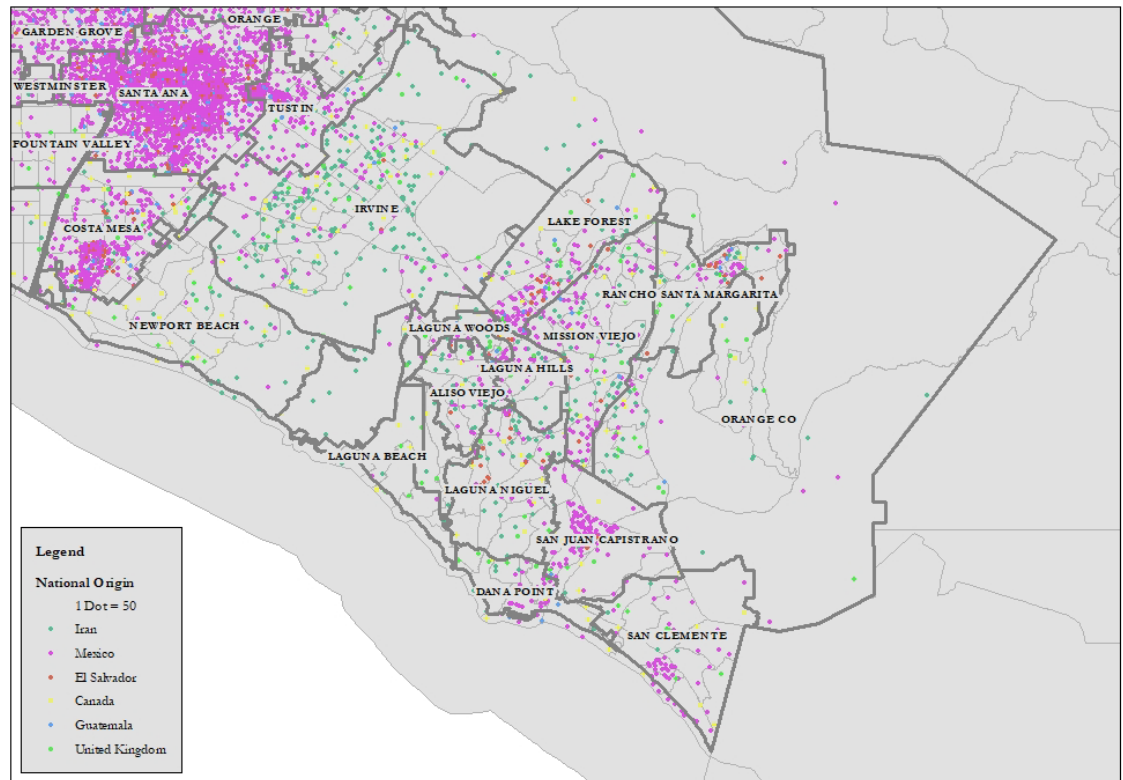 ORANGE
GARDEN GROVE
WESTMINSTER
SANTA ANA
TUSTIN
FOUNTAIN VALLEY
IRVINE
LAKE FOREST
COSTA MESA
RANCHO SANTA MARGARITA
NEWPORT BEACH
LAGUNA WOODS
MISSION VIEJO
LAGUNA HILLS
ALISO VIEJO
ORANGE CO
LAGUNA BEACH
LAGUNA NIGUEL
SAN JUAN CAPISTRANO
DANA POINT
SAN CLEMENTE
Legend
National Origin
1 Dot = 50
Iran
Mexico
El Salvador
Canada
Guatemala
United Kingdom